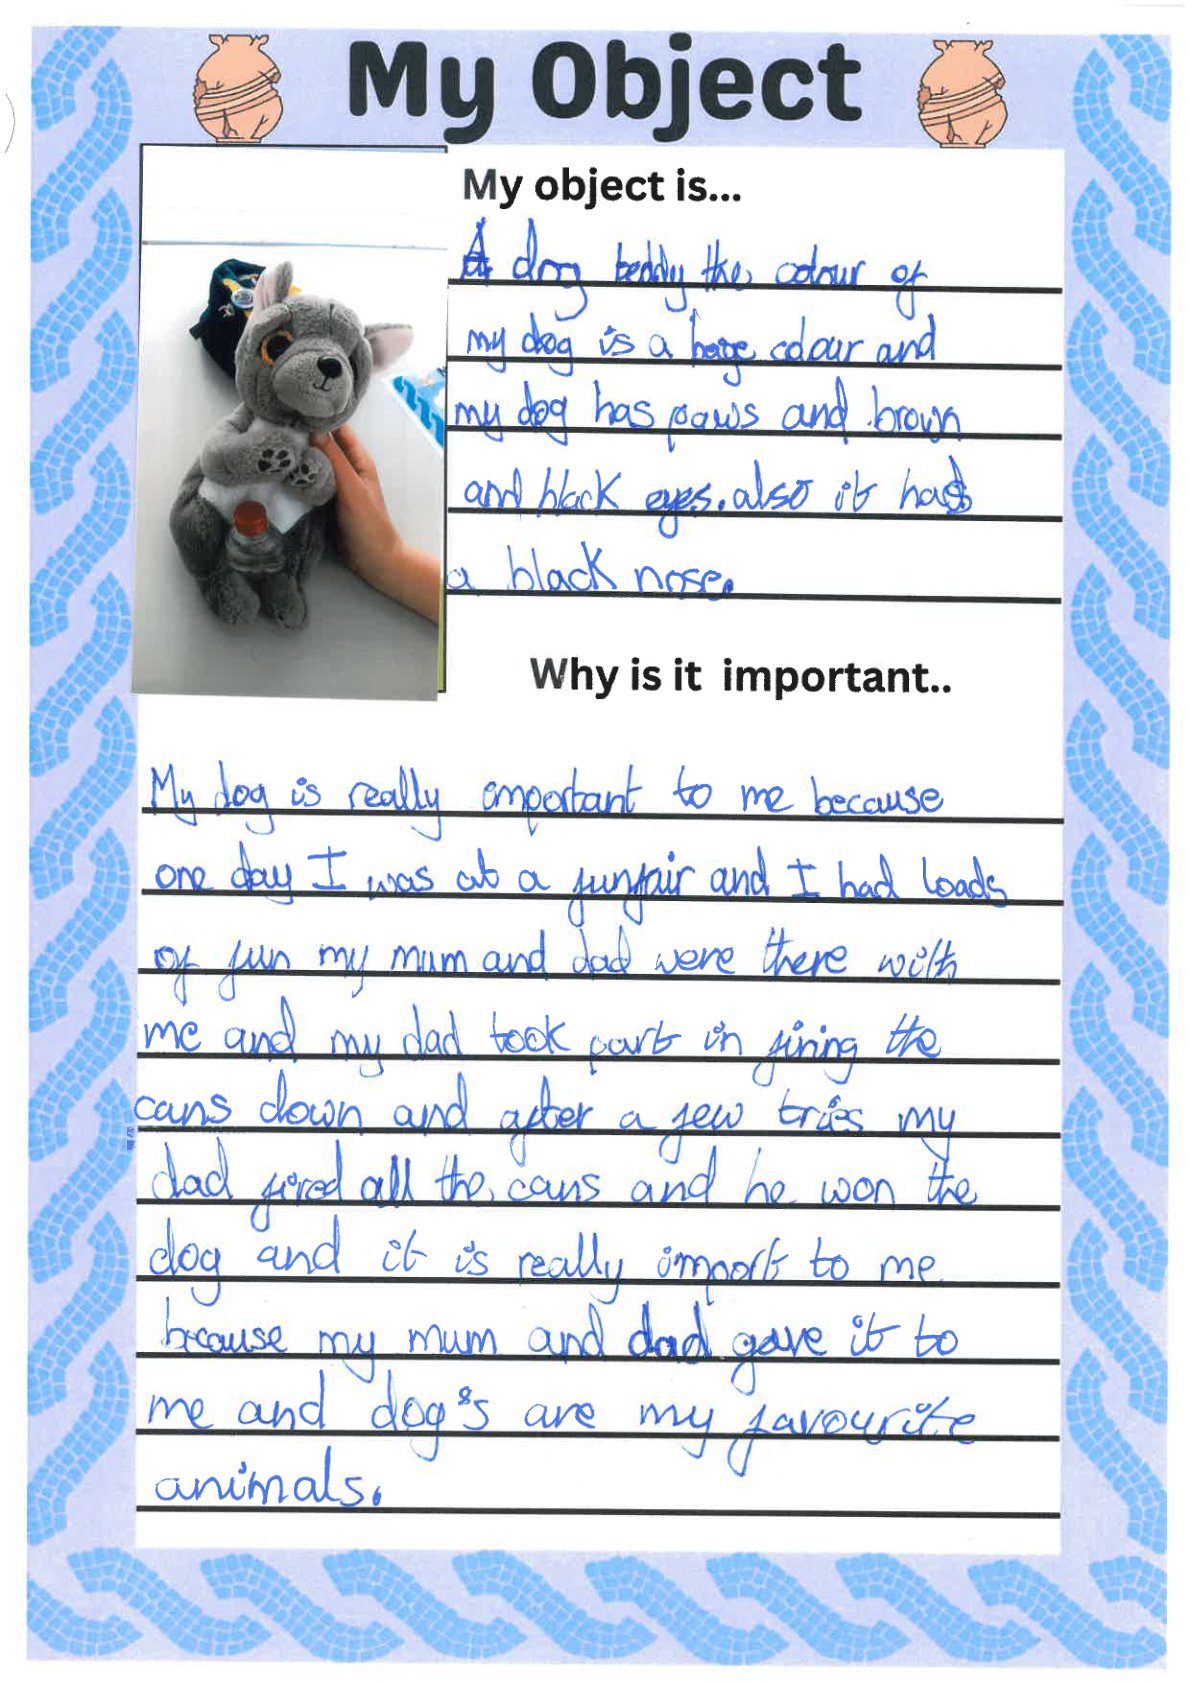 My Object
My object is...
A dog teddy the colour of
my dog is a colour and
my dog has paws and brown
and black eyes. also it has
a black nose.
Why is it important..
My dog is really important to me because
one day I was at a funfair and I had loads
of fun my mum and dad were there with
me and my dad took part in firing the
cans down and after a few tries my
dad fired all the cans and he won the
dog and it is really import to me
because my mum and dad gave it to
me and dog's are my favourite
animals.